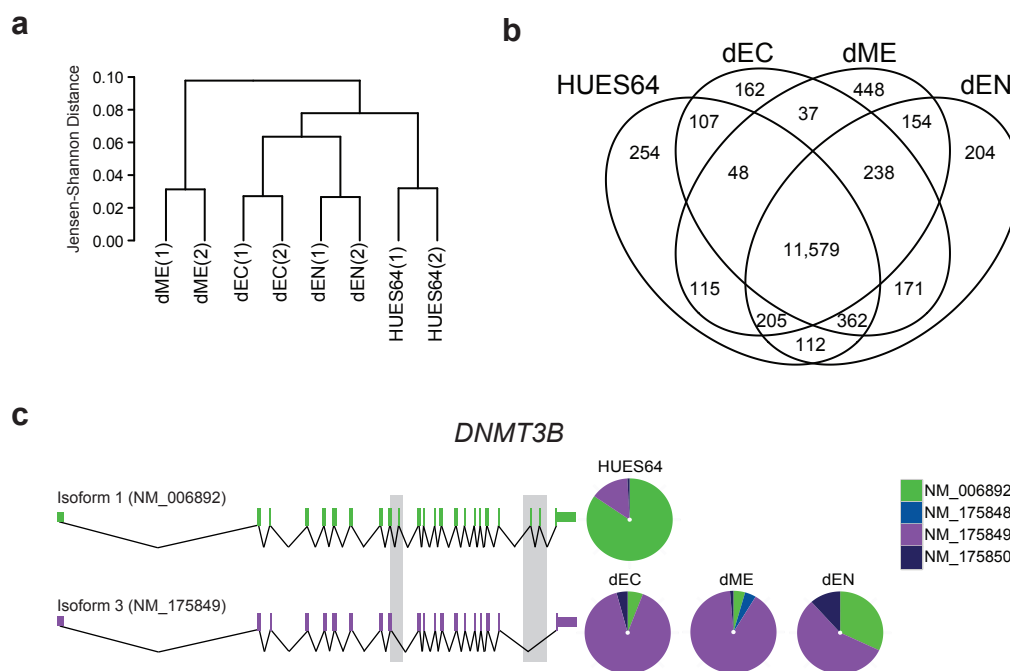 a
Jensen-Shannon Distance
0.10
0.08
0.06
0.04
0.02
0.00
dME(1)
dME(2)
dEC(1)
dEC(2)
dEN(1)
dEN(2)
HUES64(1)
HUES64(2)
b
HUES64
dEC
dME
dEN
162
448
107
37
154
254
48
238
204
11,579
115
171
205
362
112
c
DNMT3B
Isoform 1 (NM_006892)
HUES64
NM_006892
NM_175848
NM_175849
NM_175850
Isoform 3 (NM_175849)
dEC
dME
dEN